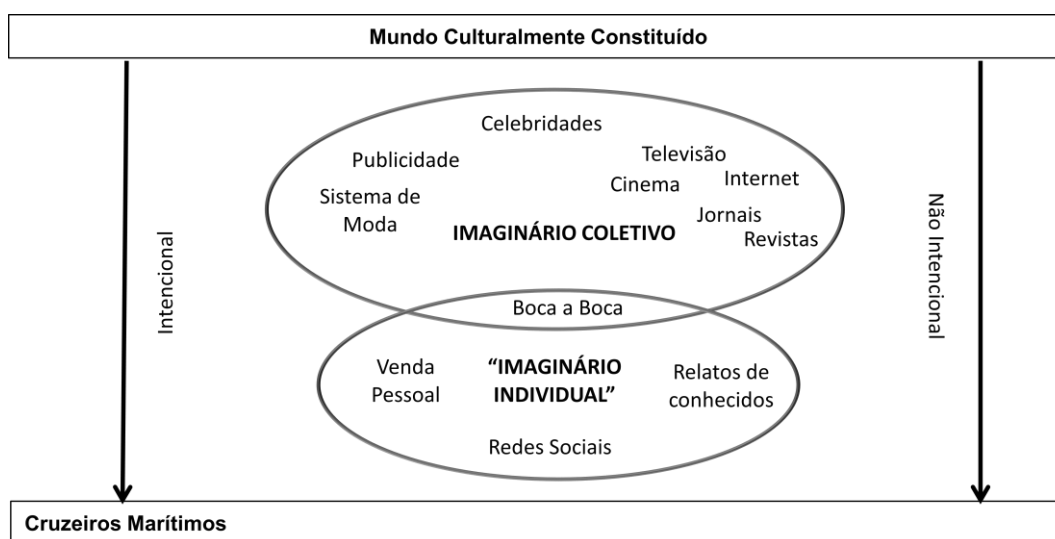 Mundo Culturalmente Constituído
Celebridades
Publicidade
Televisão
Cinema
Internet
Sistema de
Moda
Jornais
Revistas
IMAGINÁRIO COLETIVO
Intencional
Não Intencional
Boca a Boca
Venda
Pessoal
“IMAGINÁRIO
INDIVIDUAL”
Relatos de
conhecidos
Redes Sociais
Cruzeiros Marítimos